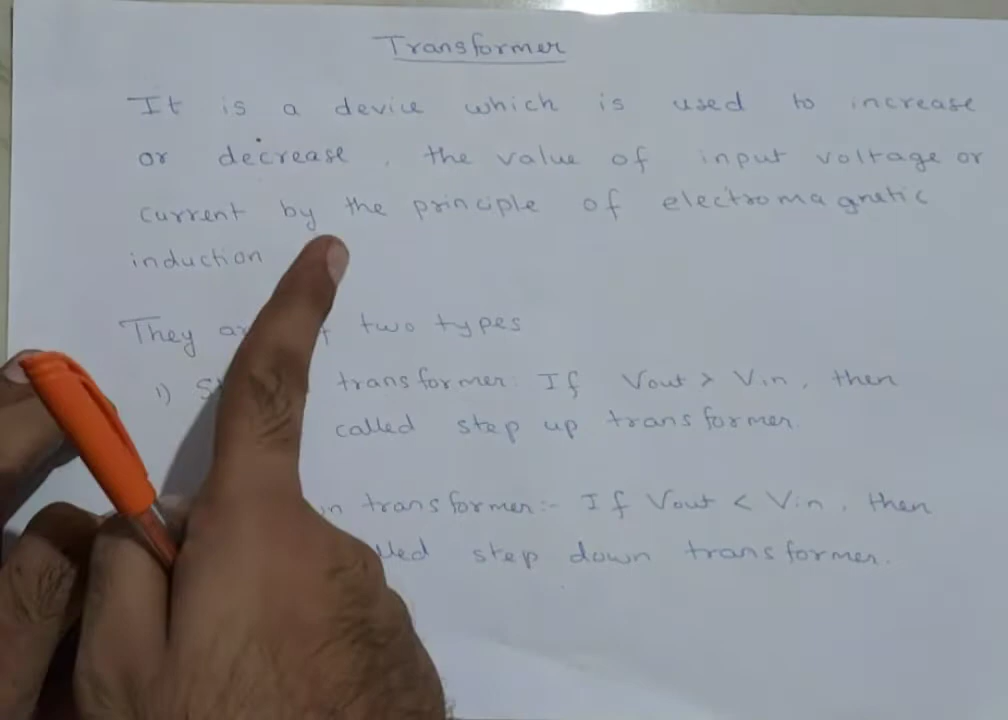 Transformer
It is a device which is used to increase
or decrease, the value of input voltage or
current by the principle of electromagnetic
induction
They two types
1) transformer: If Vout > Vin, then
called step up transformer.
transformer:- If Vout < Vin, then
step down transformer.